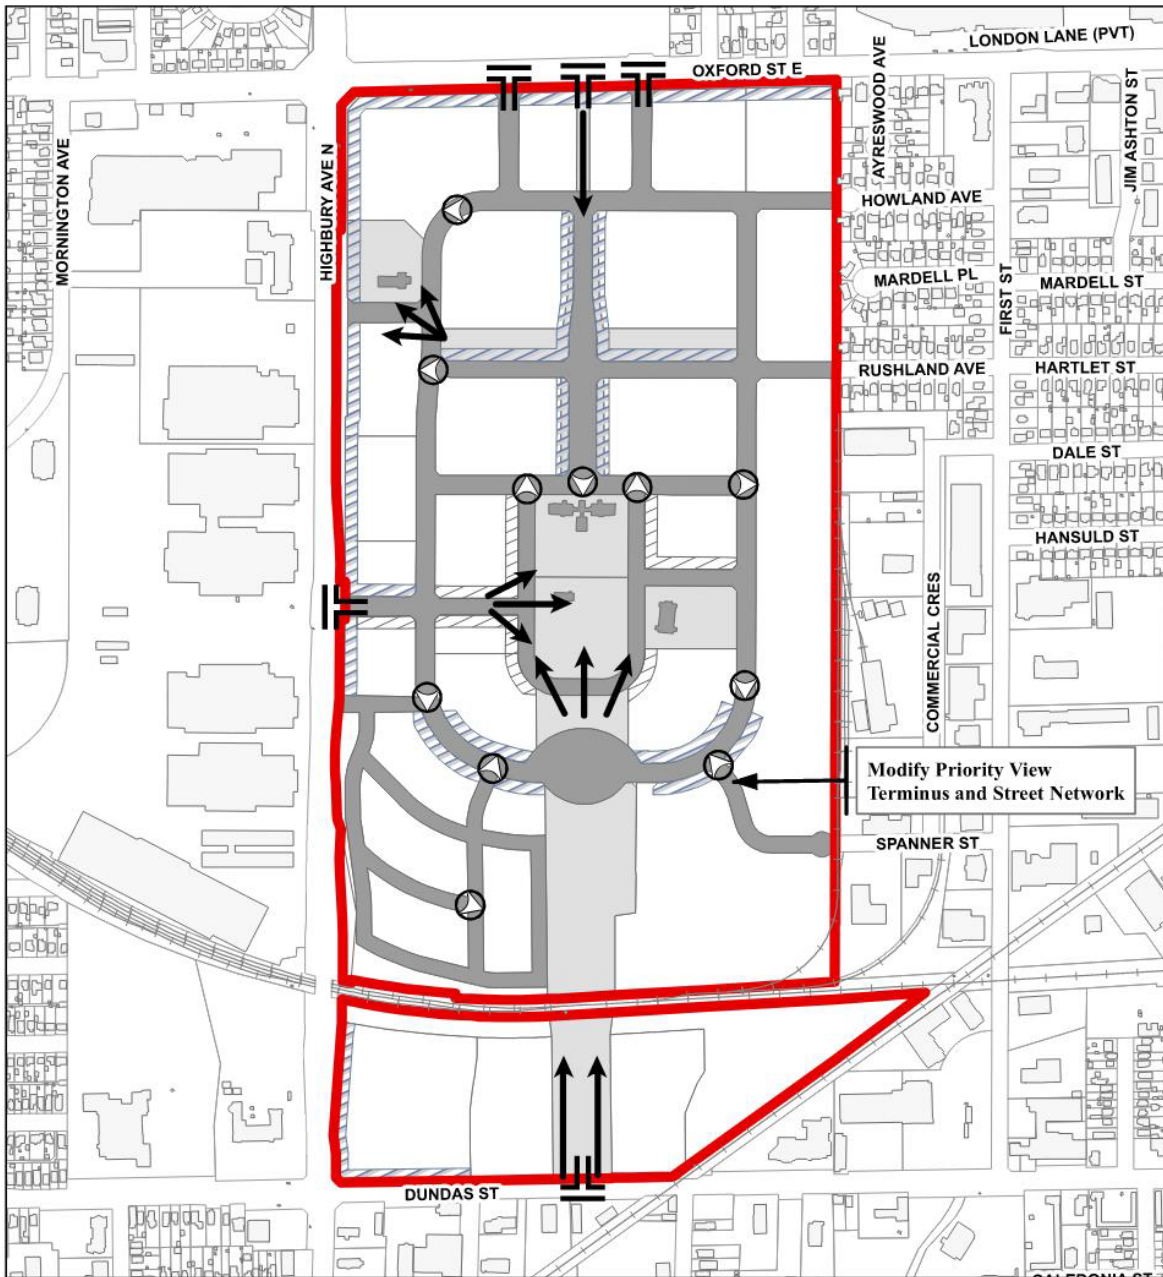 LONDON LANE (PVT)
OXFORD ST E
AYRESWOOD AVE
JIM ASHTON ST
MORNINGTON AVE
HIGHBURY AVE N
HOWLAND AVE
MARDELL PL
MARDELL ST
FIRST ST
RUSHLAND AVE
HARTLET ST
DALE ST
HANSULD ST
COMMERCIAL CRES
Modify Priority View
Terminus and Street Network
SPANNER ST
DUNDAS ST
CALEDONIA ST